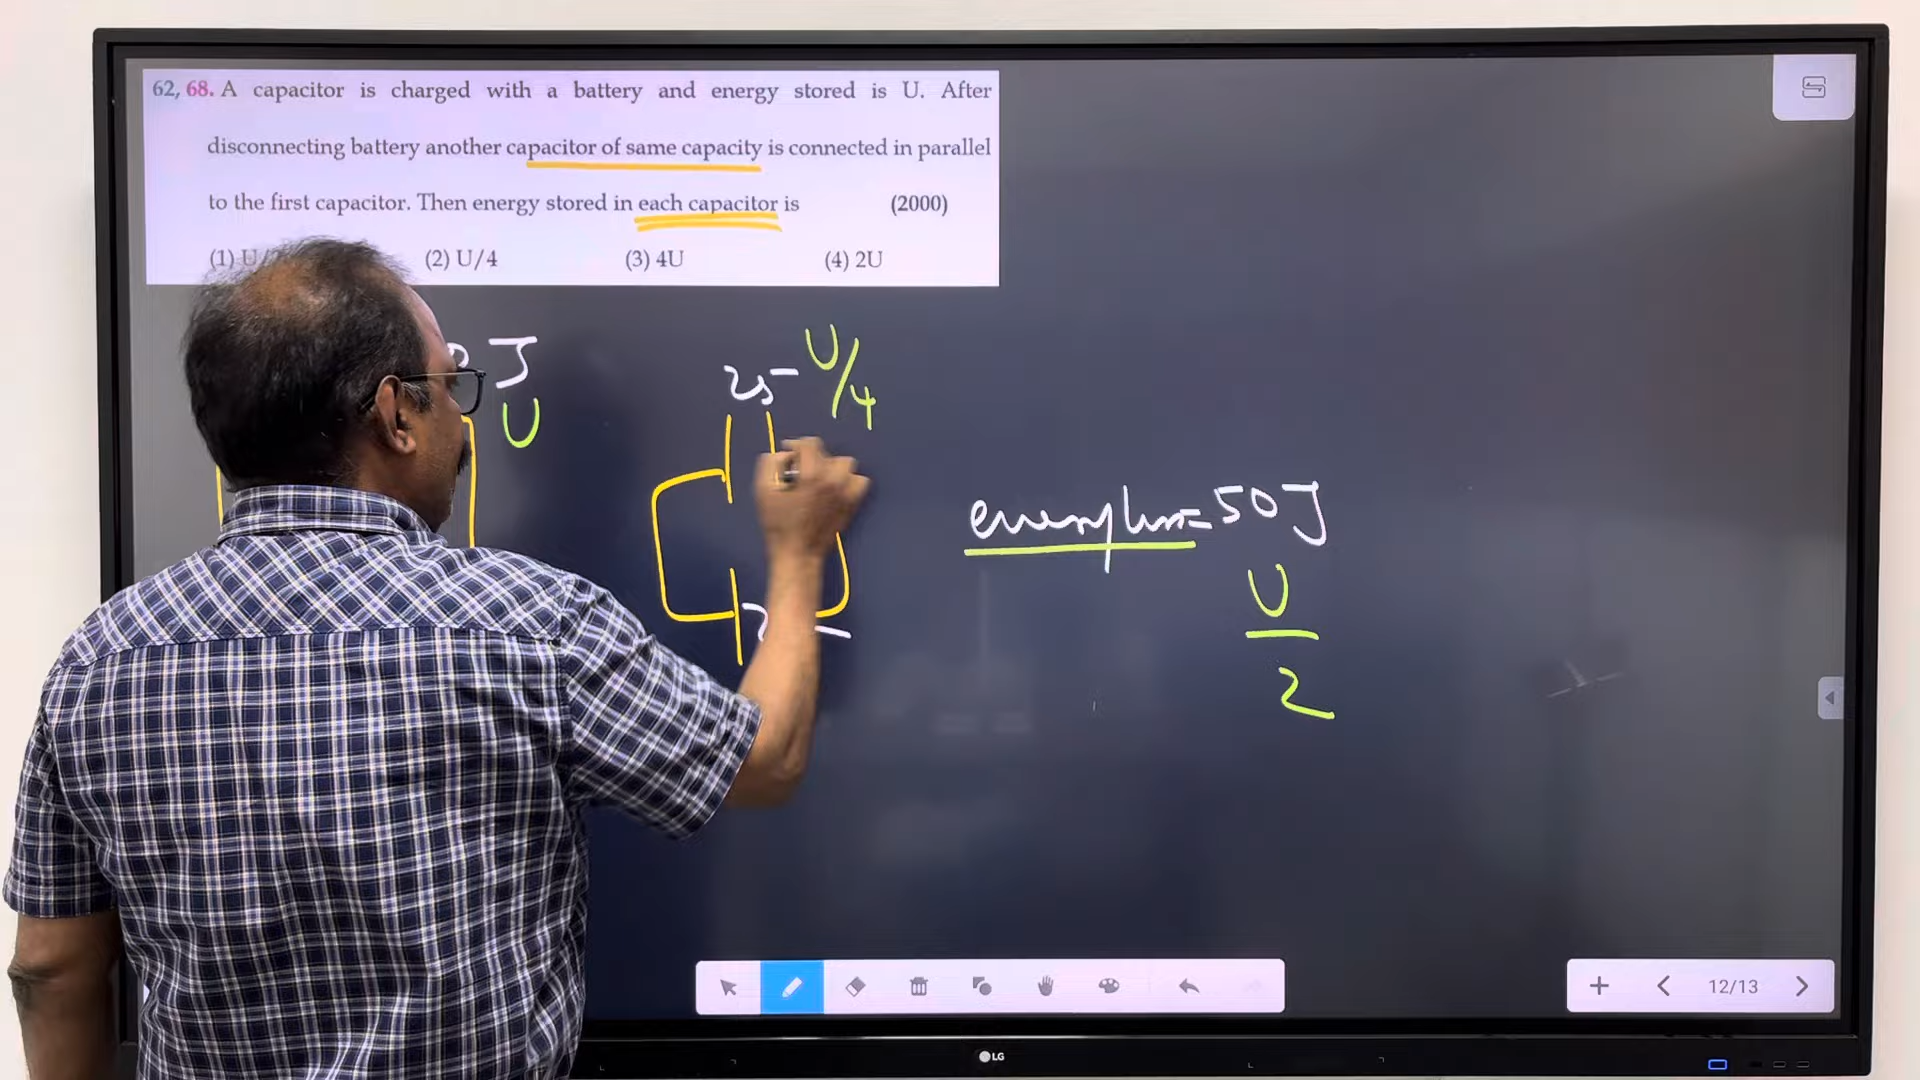 62, 68. A capacitor is charged with a battery and energy stored is U. After
disconnecting battery another capacitor of same capacity is connected in parallel
to the first capacitor. Then energy stored in each capacitor is (2000)
(1) U/ (2) U/4 (3) 4U (4) 2U
J
U
25 U/4
energy loss = 50J
U
2
12/13
LG